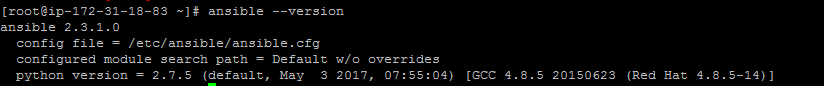 [root@ip-172-31-18-83 ~]# ansible --version
ansible 2.3.1.0
  config file = /etc/ansible/ansible.cfg
  configured module search path = Default w/o overrides
  python version = 2.7.5 (default, May  3 2017, 07:55:04) [GCC 4.8.5 20150623 (Red Hat 4.8.5-14)]